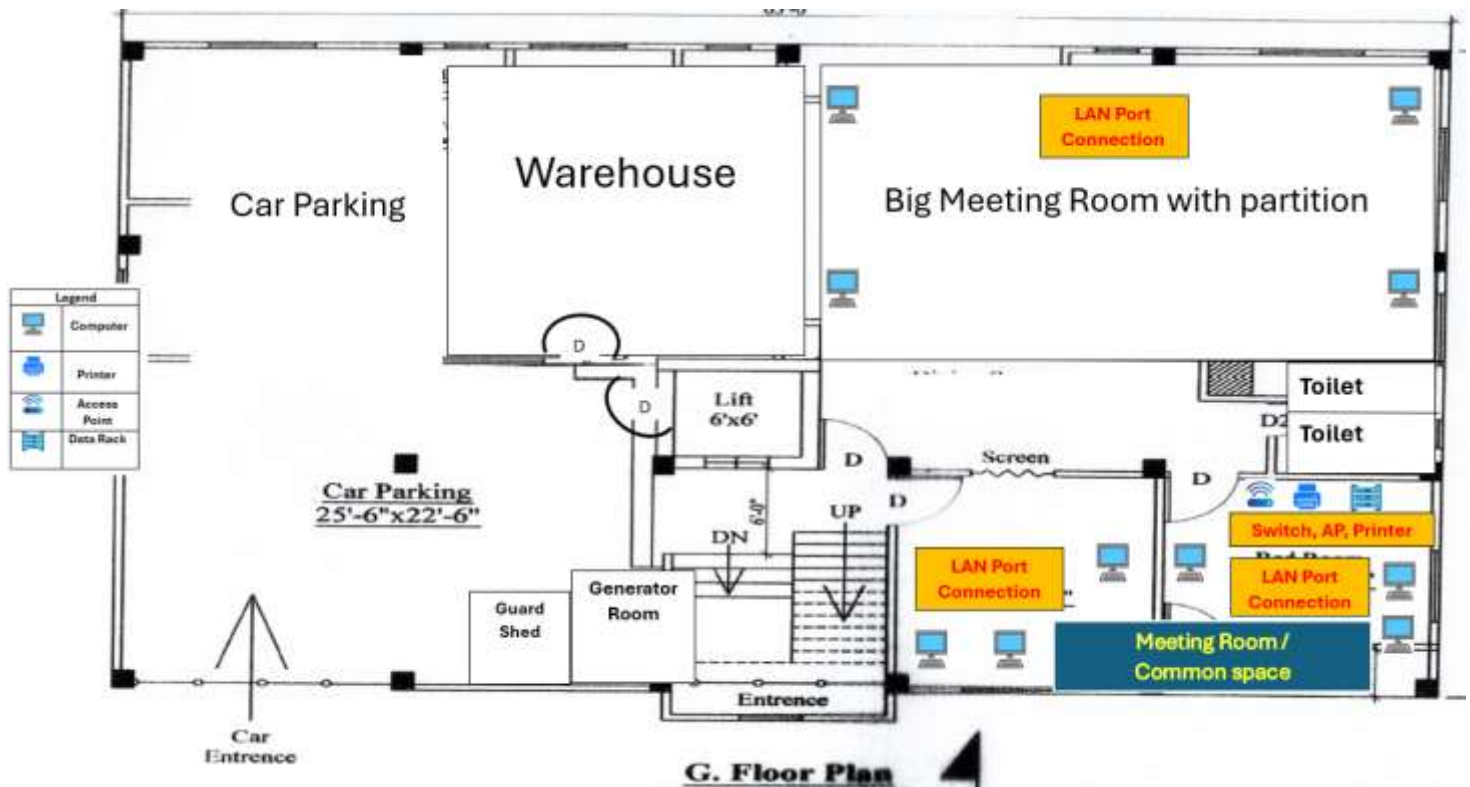 LAN Port
Connection
Warehouse
Car Parking
Big Meeting Room with partition
Legend
Computer
Printer
Access
Point
Data Rack
D
D
Lift
6'x6'
Toilet
Toilet
D2
D
Screen
D
D
Car Parking
25'-6"x22'-6"
6'-0"
UP
DN
Switch, AP, Printer
LAN Port
Connection
LAN Port
Connection
Generator
Room
Guard
Shed
Meeting Room /
Common space
Entrence
Car
Entrence
G. Floor Plan